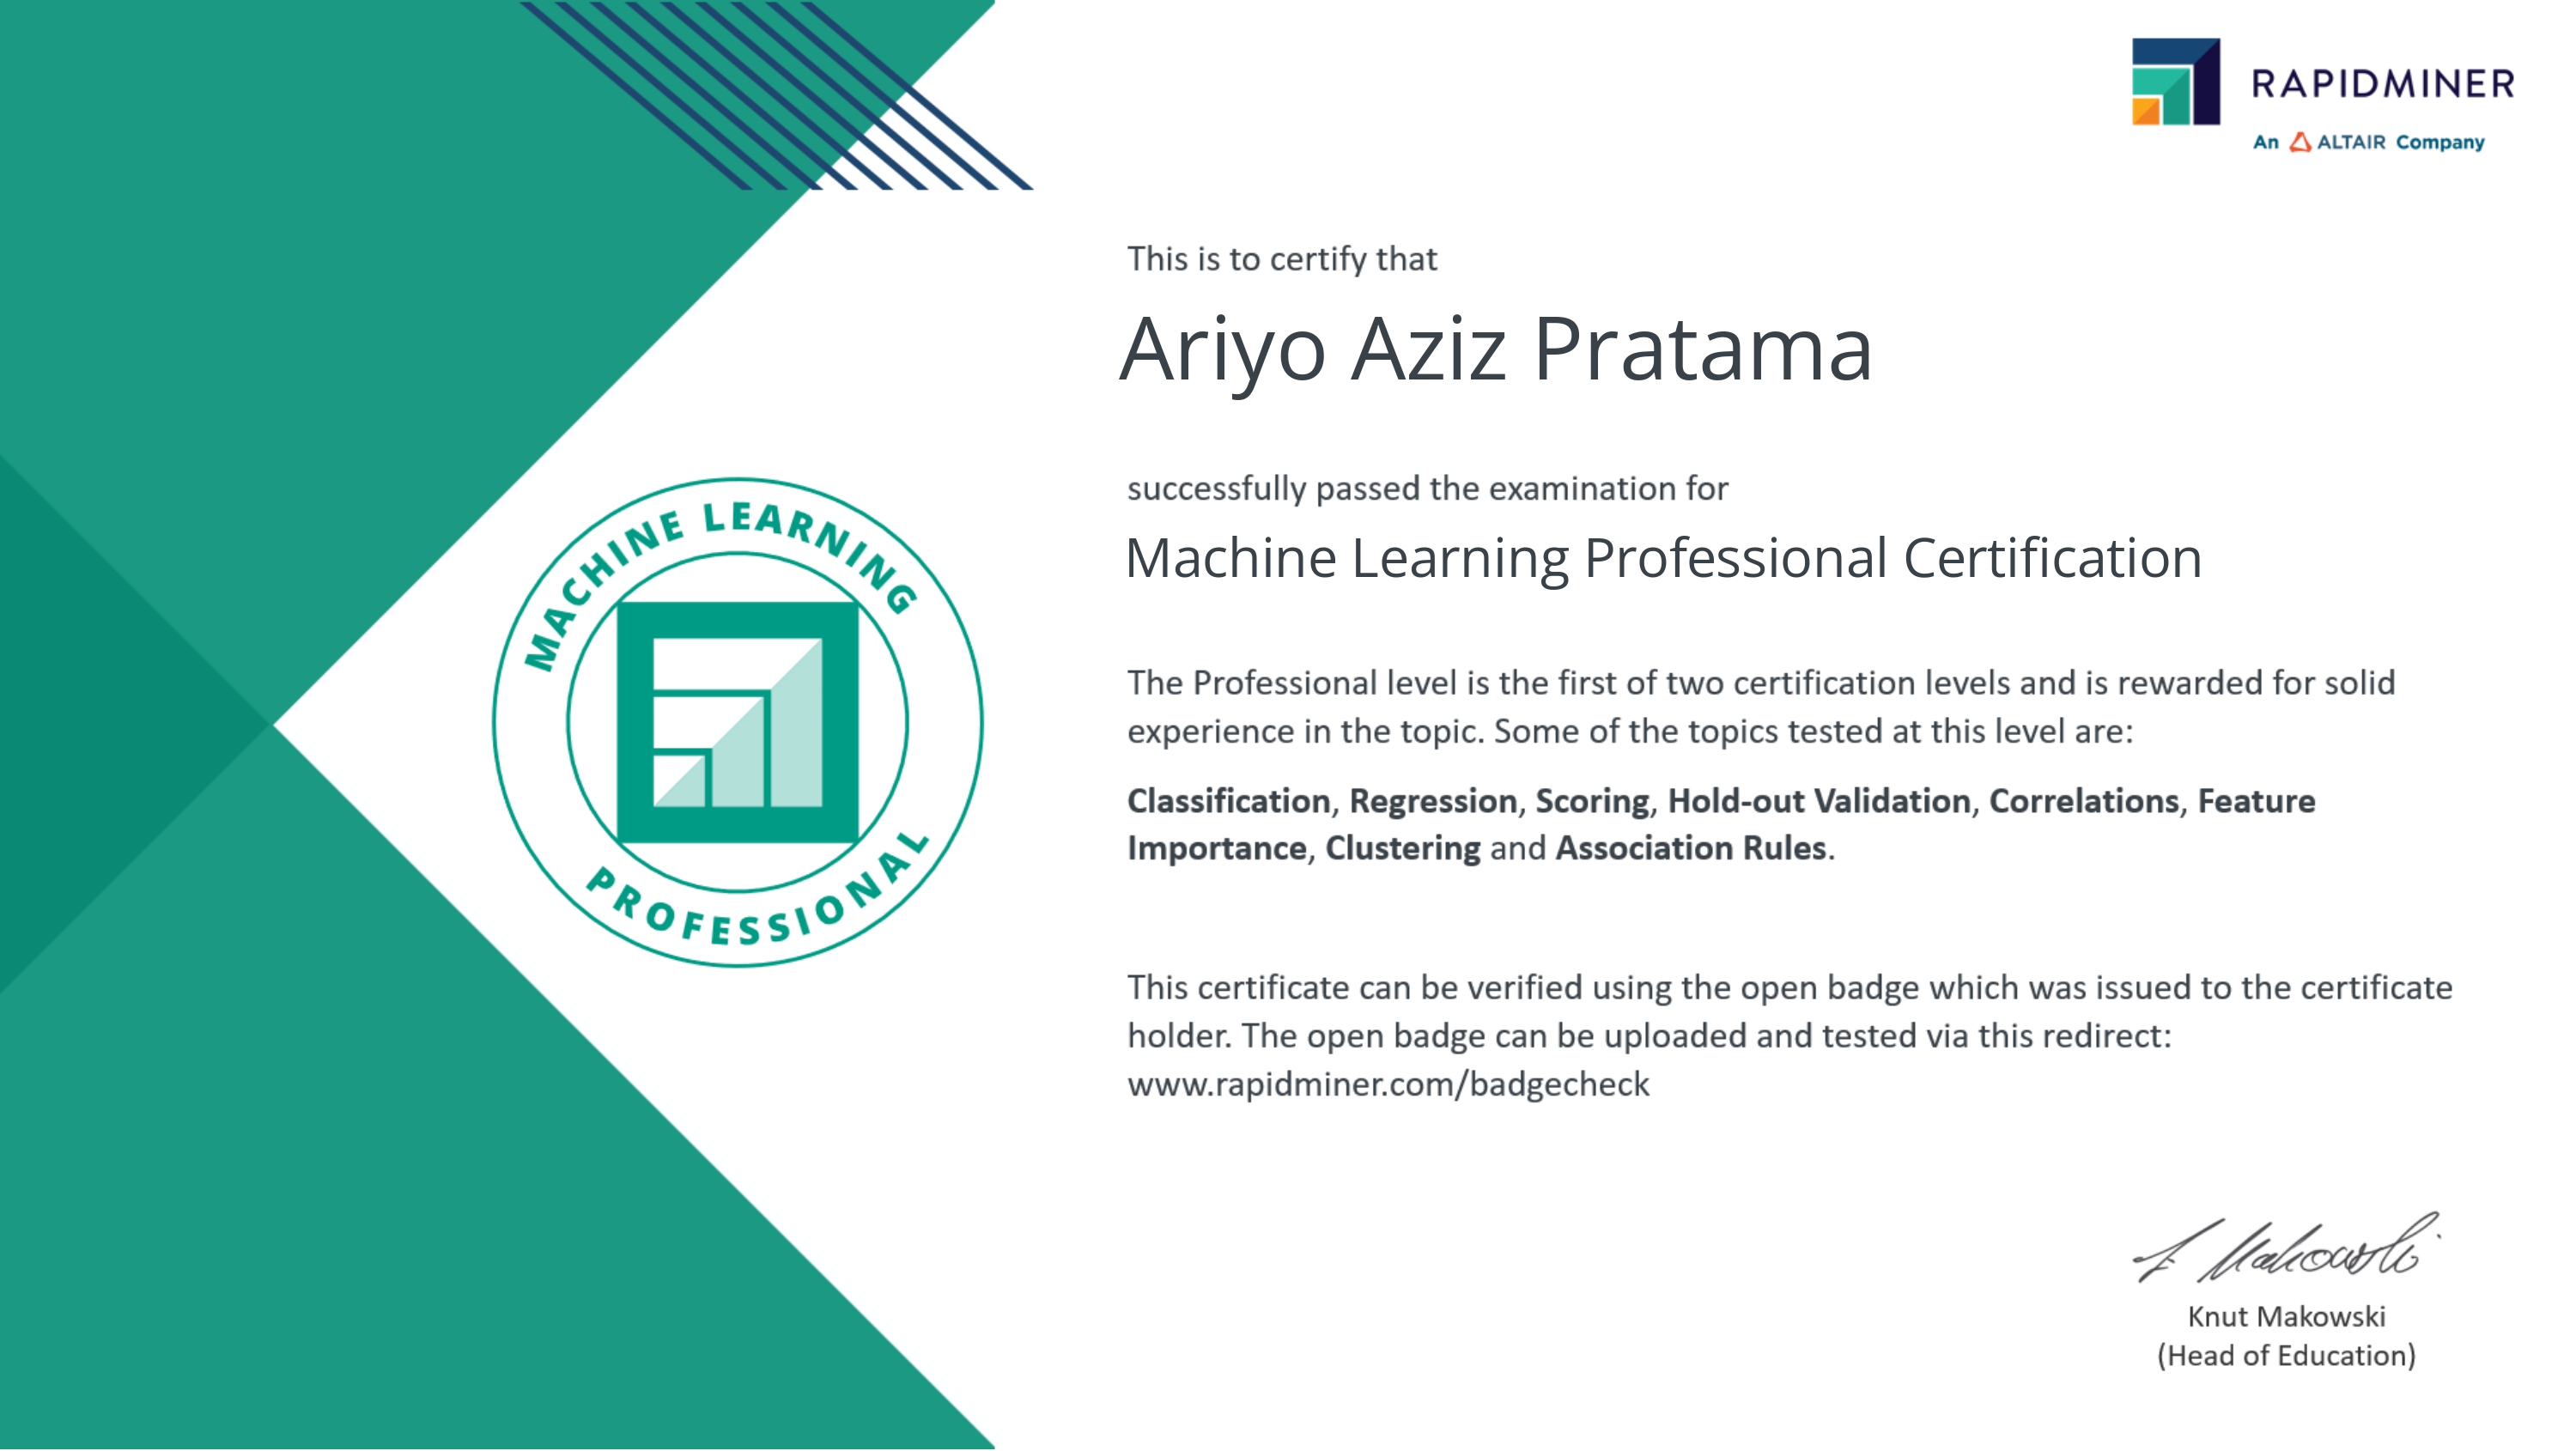 RAPIDMINER
An ALTAIR Company
This is to certify that
Ariyo Aziz Pratama
successfully passed the examination for
Machine Learning Professional Certification
MACHINE LEARNING
PROFESSIONAL
The Professional level is the first of two certification levels and is rewarded for solid
experience in the topic. Some of the topics tested at this level are:
Classification, Regression, Scoring, Hold-out Validation, Correlations, Feature
Importance, Clustering and Association Rules.
This certificate can be verified using the open badge which was issued to the certificate
holder. The open badge can be uploaded and tested via this redirect:
www.rapidminer.com/badgecheck
Knut Makowski
(Head of Education)